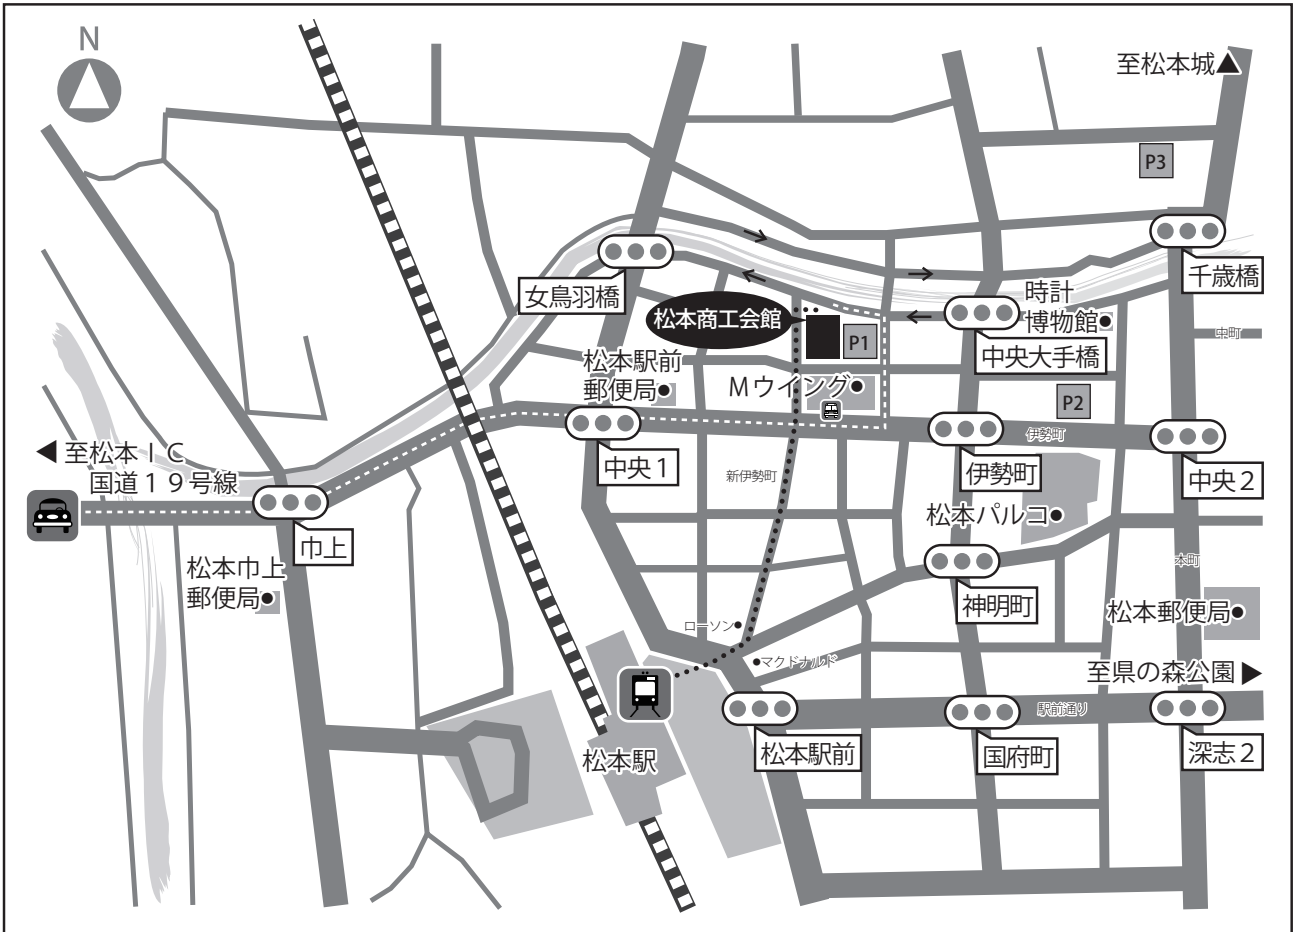 N
至松本城▲
P3
千歳橋
女鳥羽橋
松本商工会館
P1
時計
博物館
中央大手橋
中町
松本駅前
郵便局
Mウイング
P2
伊勢町
◀至松本IC
国道19号線
中央1
新伊勢町
伊勢町
中央2
松本パルコ
巾上
松本巾上
郵便局
神明町
本町
松本郵便局
ローソン
マクドナルド
至県の森公園▶
駅前通り
松本駅
松本駅前
国府町
深志2